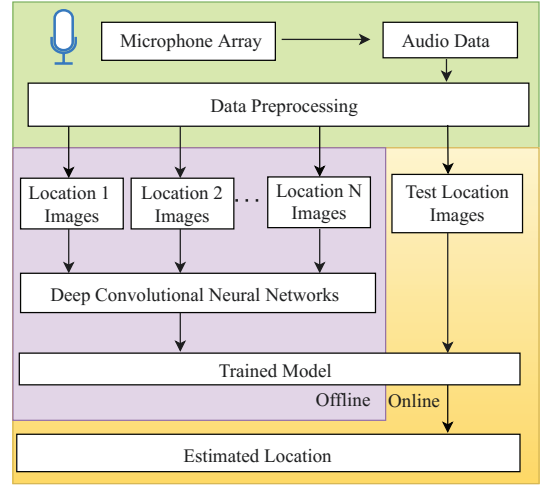 Microphone Array
Audio Data
Data Preprocessing
Location 1
Images
Location 2
Images
...
Location N
Images
Test Location
Images
Deep Convolutional Neural Networks
Trained Model
Offline
Online
Estimated Location